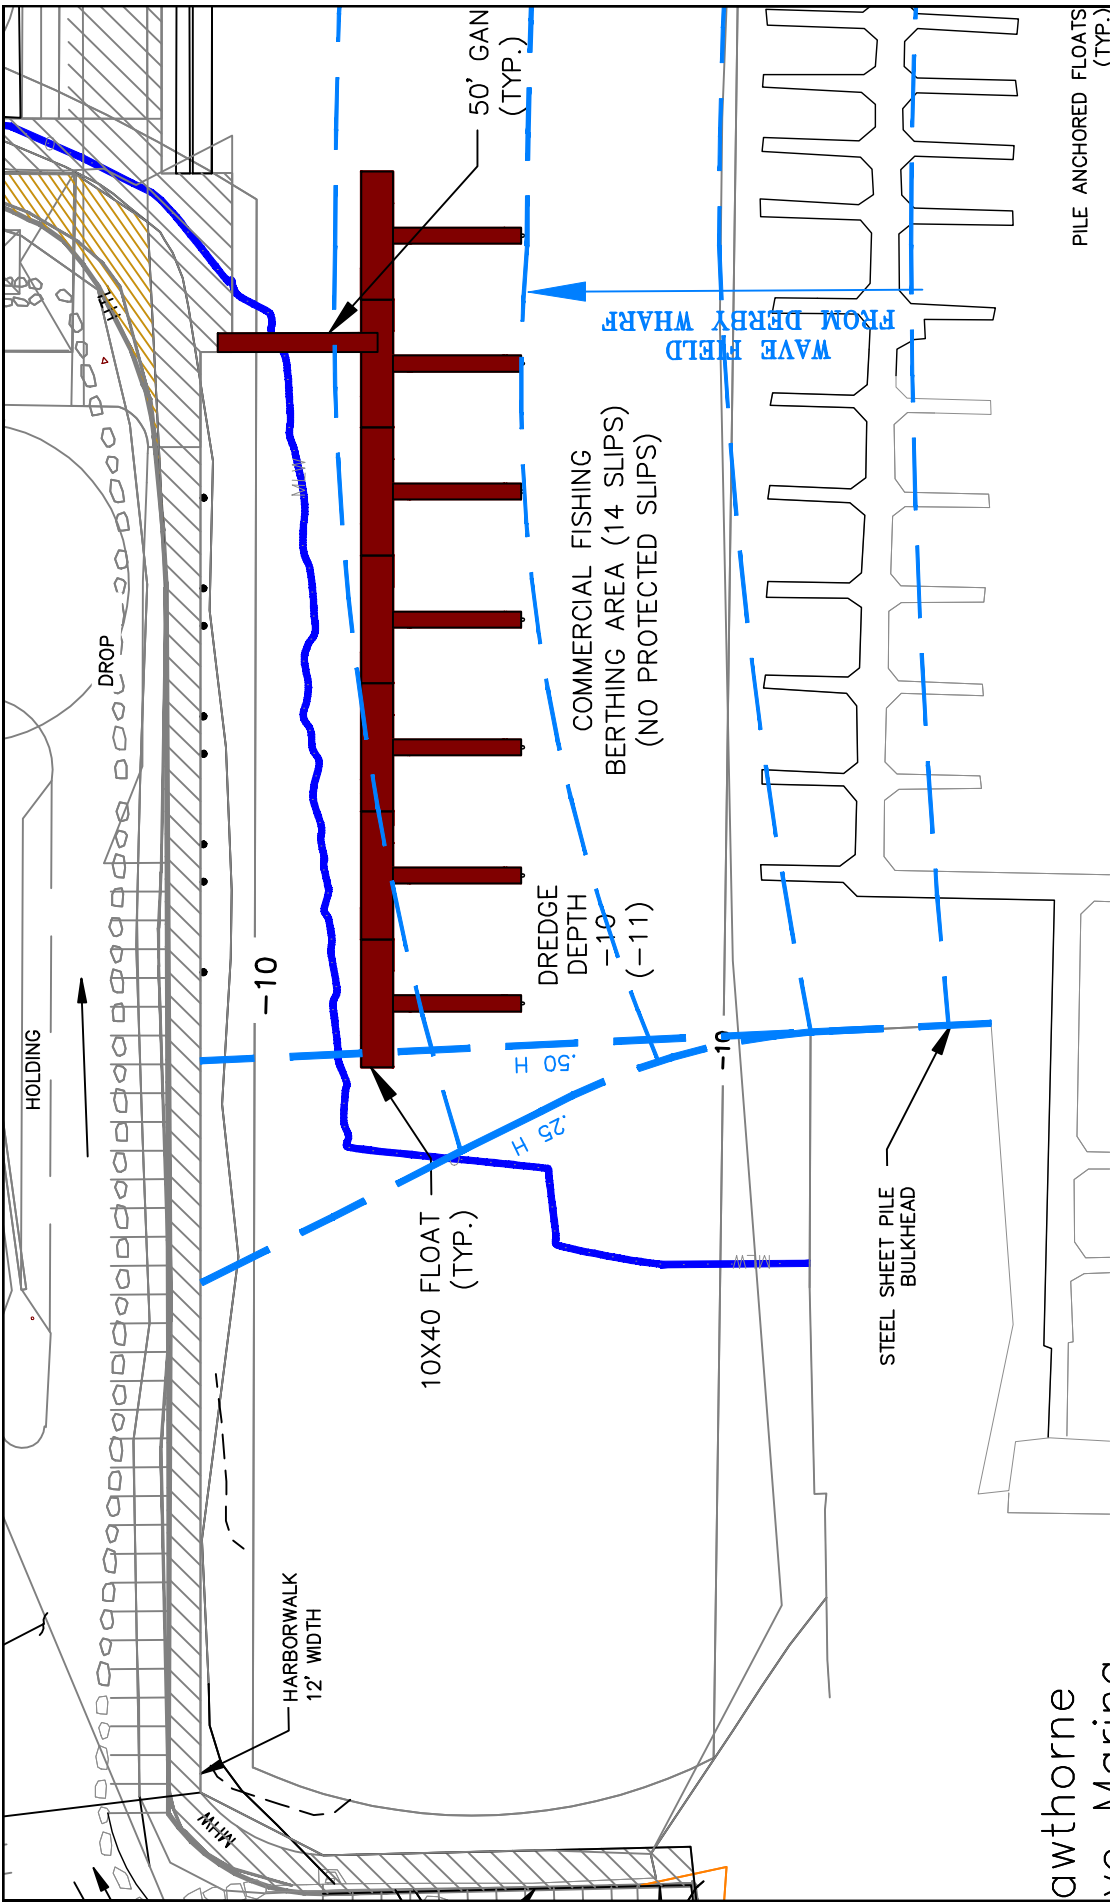 50' GAN
(TYP.)
PILE ANCHORED FLOATS
(TYP.)
WAVE FIELD
FROM DERBY WHARF
COMMERCIAL FISHING
BERTHING AREA (14 SLIPS)
(NO PROTECTED SLIPS)
MLW
DROP
HOLDING
-10
DREDGE
DEPTH
-10
(-11)
-10
.50 H
.25 H
10X40 FLOAT
(TYP.)
MLW
STEEL SHEET PILE
BULKHEAD
HARBORWALK
12' WIDTH
MHW
awthorne
Marina